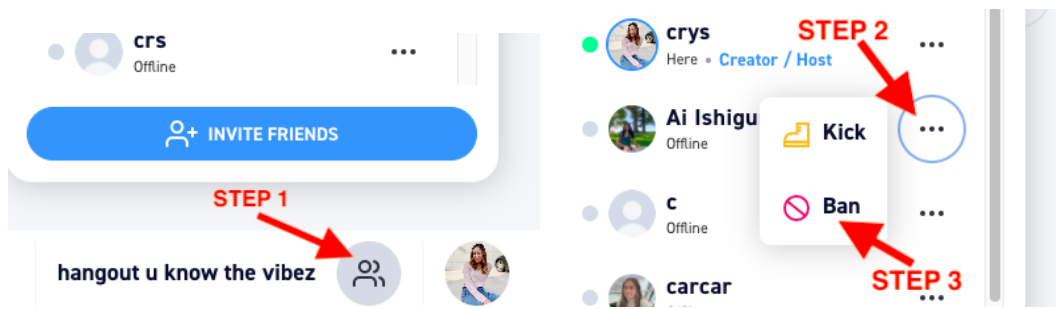 crs
Offline
...
INVITE FRIENDS
STEP 1
hangout u know the vibez
crys
Here • Creator / Host
STEP 2
...
Ai Ishigu
Offline
Kick
...
c
Offline
Ban
...
STEP 3
carcar
...